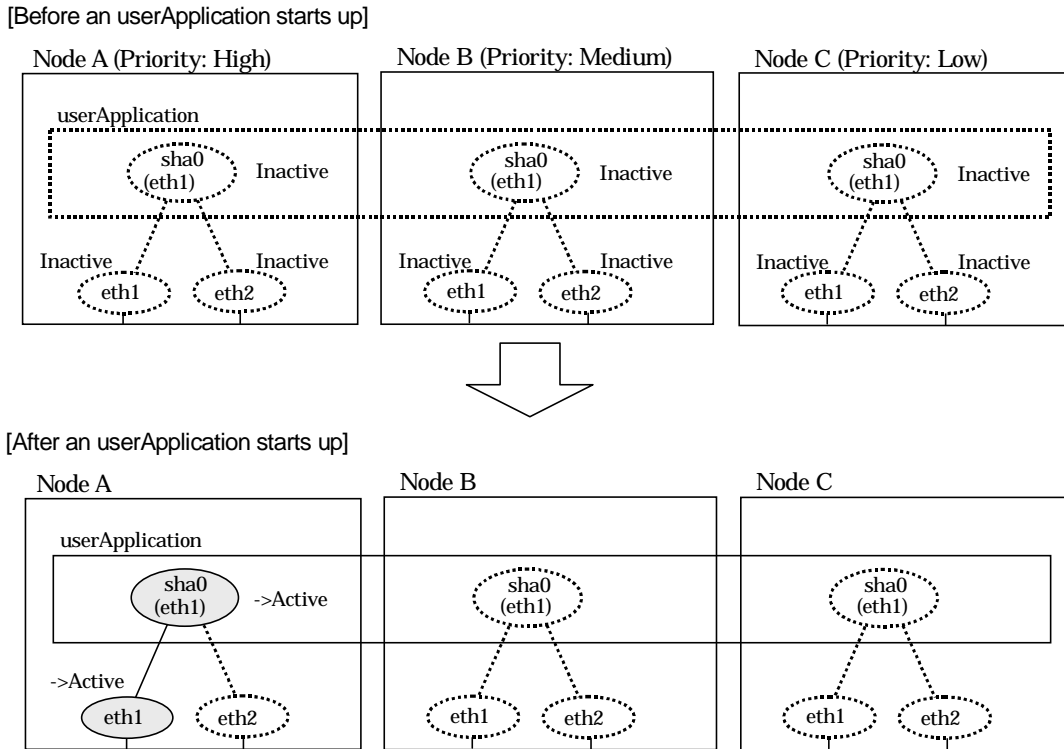 [Before an userApplication starts up]
Node A (Priority: High)
Node B (Priority: Medium)
Node C (Priority: Low)
userApplication
sha0
(eth1)
Inactive
sha0
(eth1)
Inactive
sha0
(eth1)
Inactive
Inactive
Inactive
Inactive
Inactive
Inactive
Inactive
eth1
eth2
eth1
eth2
eth1
eth2
[After an userApplication starts up]
Node A
Node B
Node C
userApplication
sha0
(eth1)
->Active
sha0
(eth1)
sha0
(eth1)
->Active
eth1
eth2
eth1
eth2
eth1
eth2